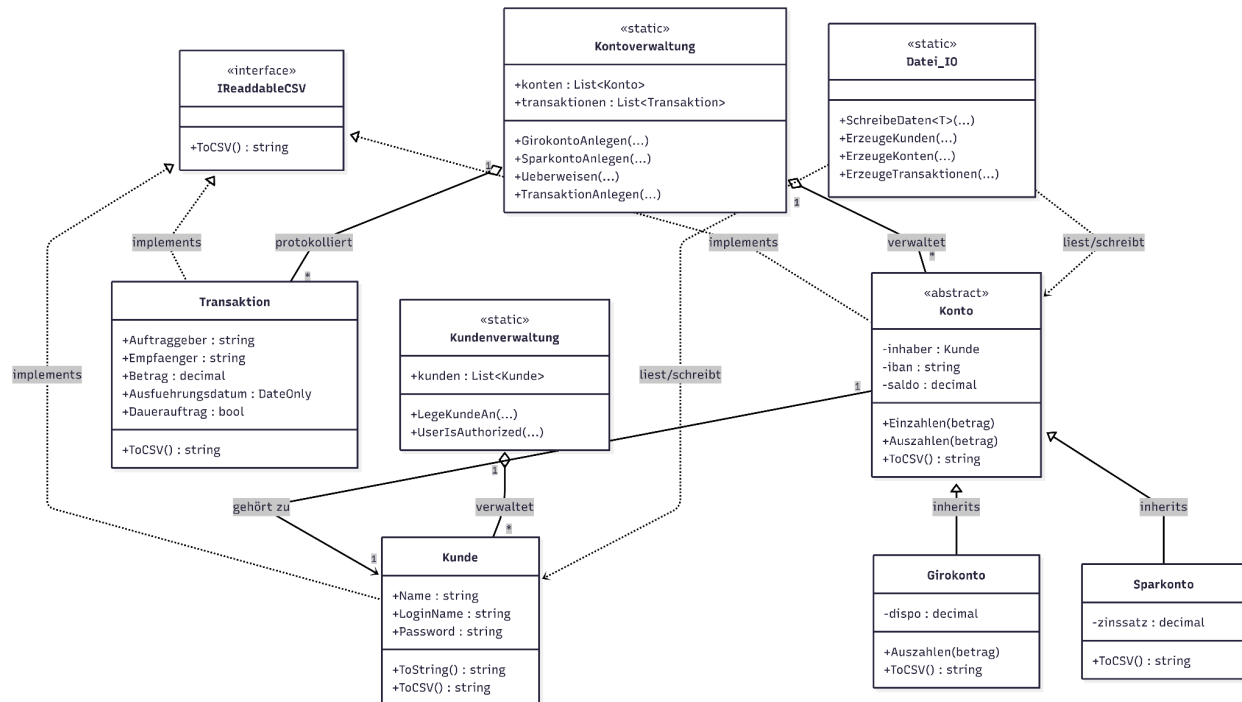 «interface»
IReaddableCSV
+ToCSV() : string
«static»
Kontoverwaltung
+konten : List<Konto>
+transaktionen : List<Transaktion>
+GirokontoAnlegen(...)
+SparkontoAnlegen(...)
+Ueberweisen(...)
+TransaktionAnlegen(...)
«static»
Datei_IO
+SchreibeDaten<T>(...)
+ErzeugeKunden(...)
+ErzeugeKonten(...)
+ErzeugeTransaktionen(...)
1
1
implements
protokolliert
implements
verwaltet
liest/schreibt
*
*
Transaktion
+Auftraggeber : string
+Empfaenger : string
+Betrag : decimal
+Ausfuehrungsdatum : DateOnly
+Dauerauftrag : bool
+ToCSV() : string
«static»
Kundenverwaltung
+kunden : List<Kunde>
+LegeKundeAn(...)
+UserIsAuthorized(...)
«abstract»
Konto
-inhaber : Kunde
-iban : string
-saldo : decimal
+Einzahlen(betrag)
+Auszahlen(betrag)
+ToCSV() : string
implements
liest/schreibt
1
1
gehört zu
verwaltet
inherits
inherits
*
1
Kunde
+Name : string
+LoginName : string
+Password : string
+ToString() : string
+ToCSV() : string
Girokonto
-dispo : decimal
+Auszahlen(betrag)
+ToCSV() : string
Sparkonto
-zinssatz : decimal
+ToCSV() : string